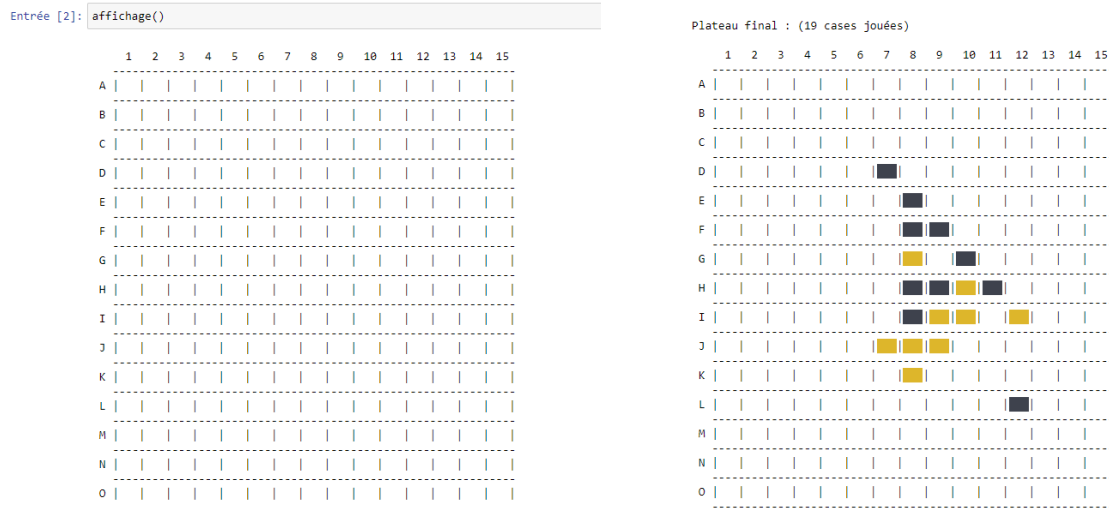 Entrée [2]: affichage()
1 2 3 4 5 6 7 8 9 10 11 12 13 14 15
A
B
C
D
E
F
G
H
I
J
K
L
M
N
O
Plateau final : (19 cases jouées)
1 2 3 4 5 6 7 8 9 10 11 12 13 14 15
A
B
C
D
E
F
G
H
I
J
K
L
M
N
O